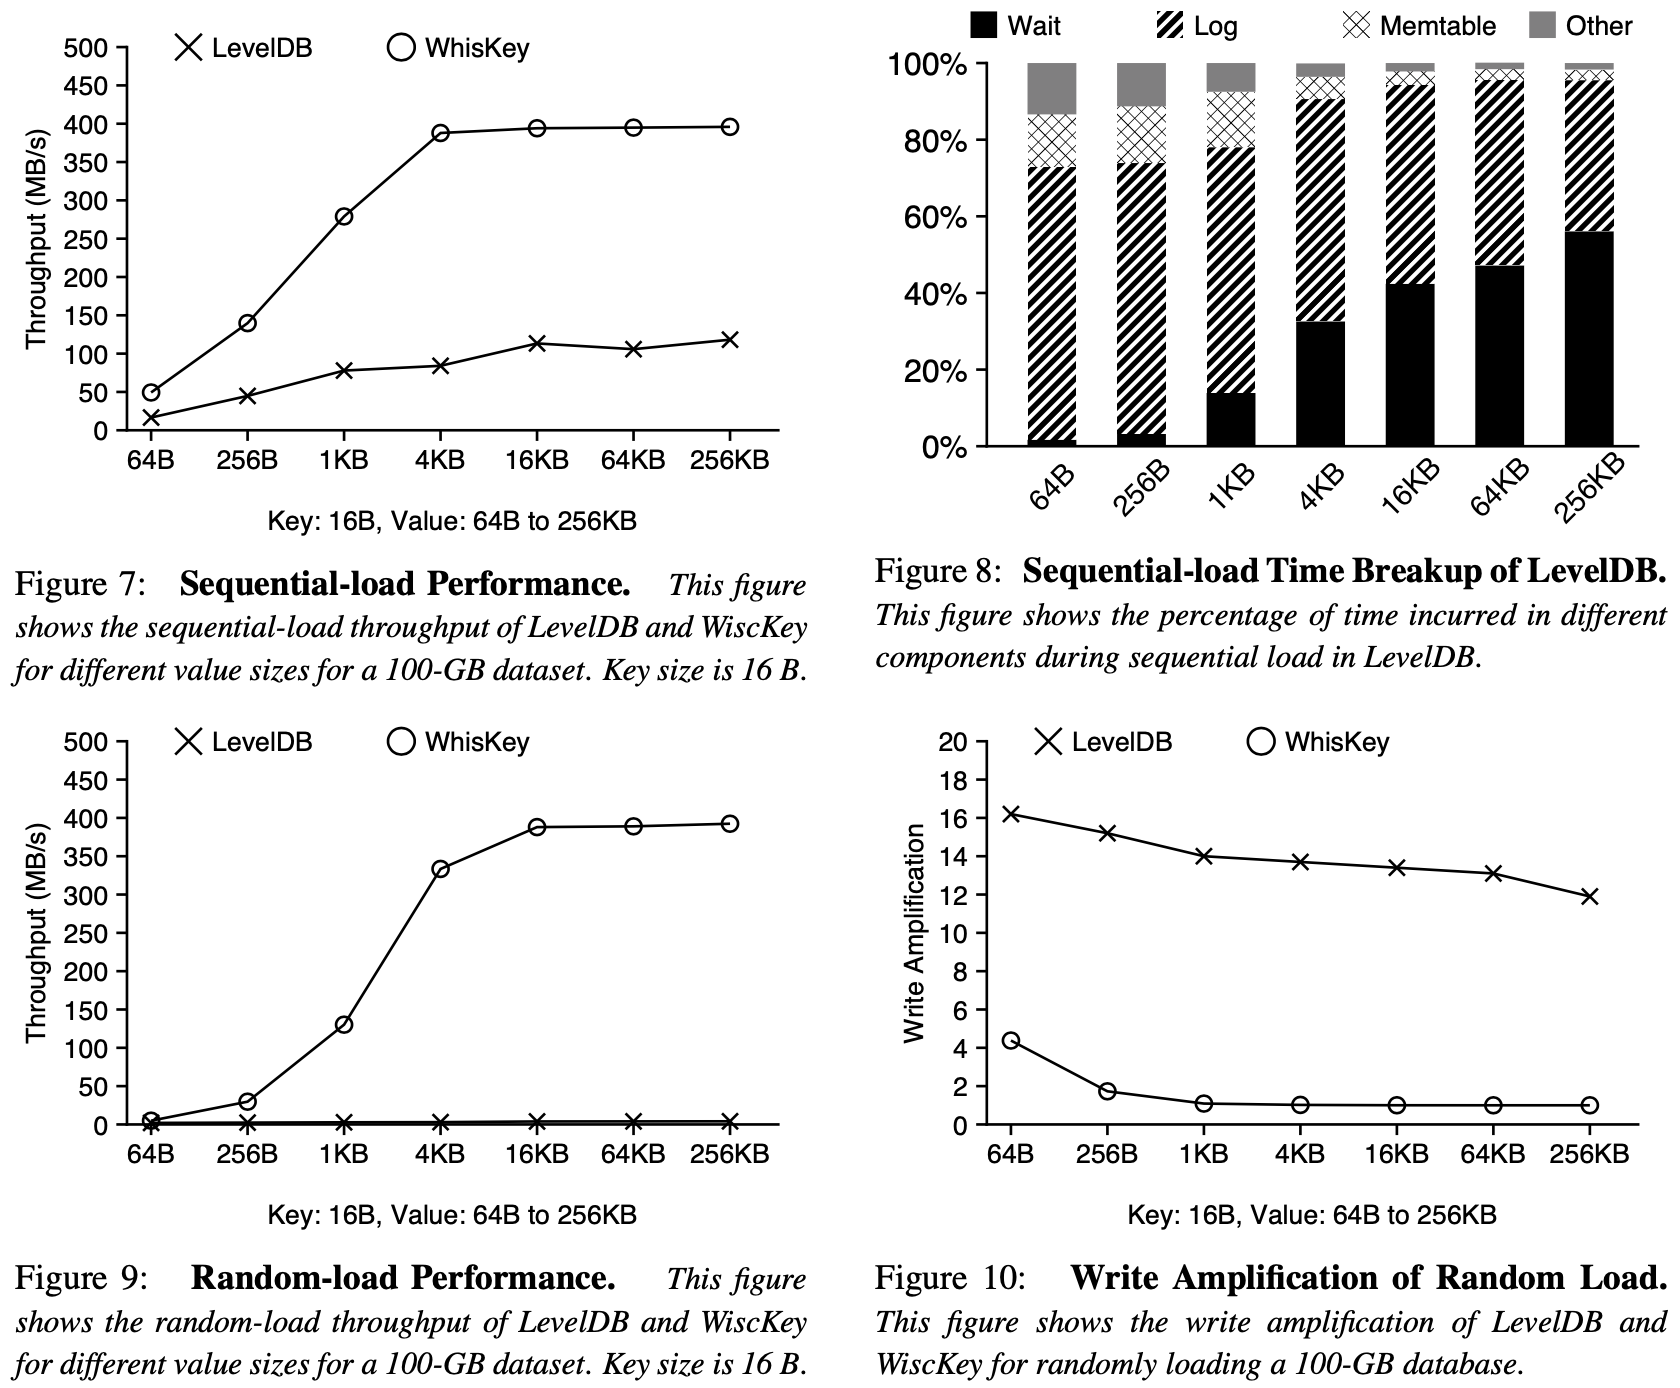 LevelDB WhisKey
500
450
400
350
300
250
200
150
100
50
0
Throughput (MB/s)
64B 256B 1KB 4KB 16KB 64KB 256KB
Key: 16B, Value: 64B to 256KB
Figure 7: Sequential-load Performance. This figure
shows the sequential-load throughput of LevelDB and WiscKey
for different value sizes for a 100-GB dataset. Key size is 16 B.
Wait Log Memtable Other
100%
80%
60%
40%
20%
0%
64B 256B 1KB 4KB 16KB 64KB 256KB
Figure 8: Sequential-load Time Breakup of LevelDB.
This figure shows the percentage of time incurred in different
components during sequential load in LevelDB.
LevelDB WhisKey
500
450
400
350
300
250
200
150
100
50
0
Throughput (MB/s)
64B 256B 1KB 4KB 16KB 64KB 256KB
Key: 16B, Value: 64B to 256KB
Figure 9: Random-load Performance. This figure
shows the random-load throughput of LevelDB and WiscKey
for different value sizes for a 100-GB dataset. Key size is 16 B.
LevelDB WhisKey
20
18
16
14
12
10
8
6
4
2
0
Write Amplification
64B 256B 1KB 4KB 16KB 64KB 256KB
Key: 16B, Value: 64B to 256KB
Figure 10: Write Amplification of Random Load.
This figure shows the write amplification of LevelDB and
WiscKey for randomly loading a 100-GB database.